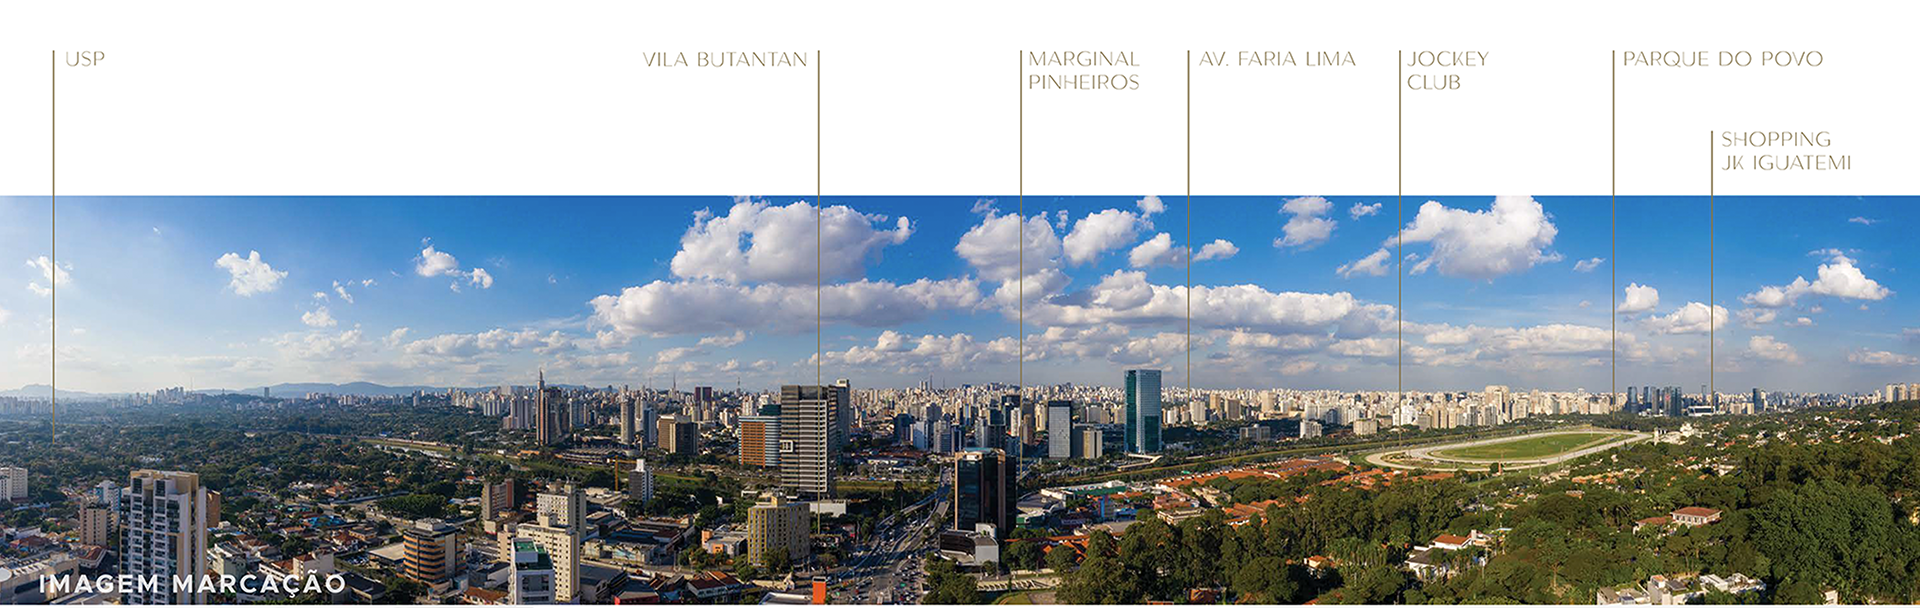 USP
VILA BUTANTAN
MARGINAL
PINHEIROS
AV. FARIA LIMA
JOCKEY
CLUB
PARQUE DO POVO
SHOPPING
JK IGUATEMI
IMAGEM MARCAÇÃO